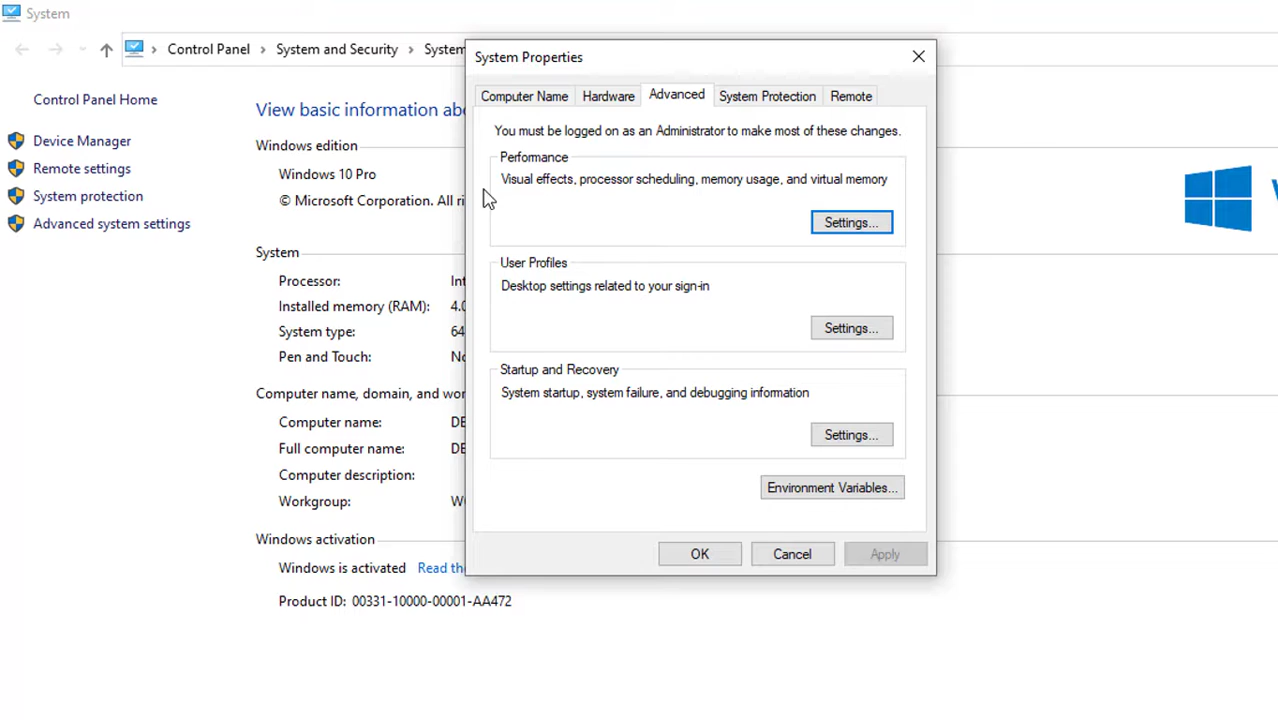 System
Control Panel > System and Security > System
Control Panel Home
Device Manager
Remote settings
System protection
Advanced system settings
View basic information
Windows edition
Windows 10 Pro
© Microsoft Corporation. All
System
Processor:
Installed memory (RAM):
System type:
Pen and Touch:
Computer name, domain, and
Computer name:
Full computer name:
Computer description:
Workgroup:
Windows activation
Windows is activated Read
Product ID: 00331-10000-00001-AA472
System Properties
Computer Name Hardware Advanced System Protection Remote
You must be logged on as an Administrator to make most of these changes.
Performance
Visual effects, processor scheduling, memory usage, and virtual memory
Settings...
User Profiles
Desktop settings related to your sign-in
Settings...
Startup and Recovery
System startup, system failure, and debugging information
Settings...
Environment Variables...
OK Cancel Apply